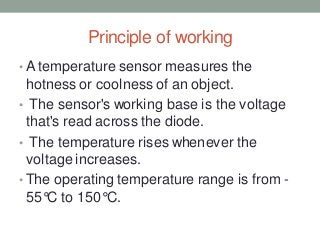 Principle of working
• A temperature sensor measures the
hotness or coolness of an object.
• The sensor's working base is the voltage
that's read across the diode.
• The temperature rises whenever the
voltage increases.
• The operating temperature range is from -
55°C to 150°C.